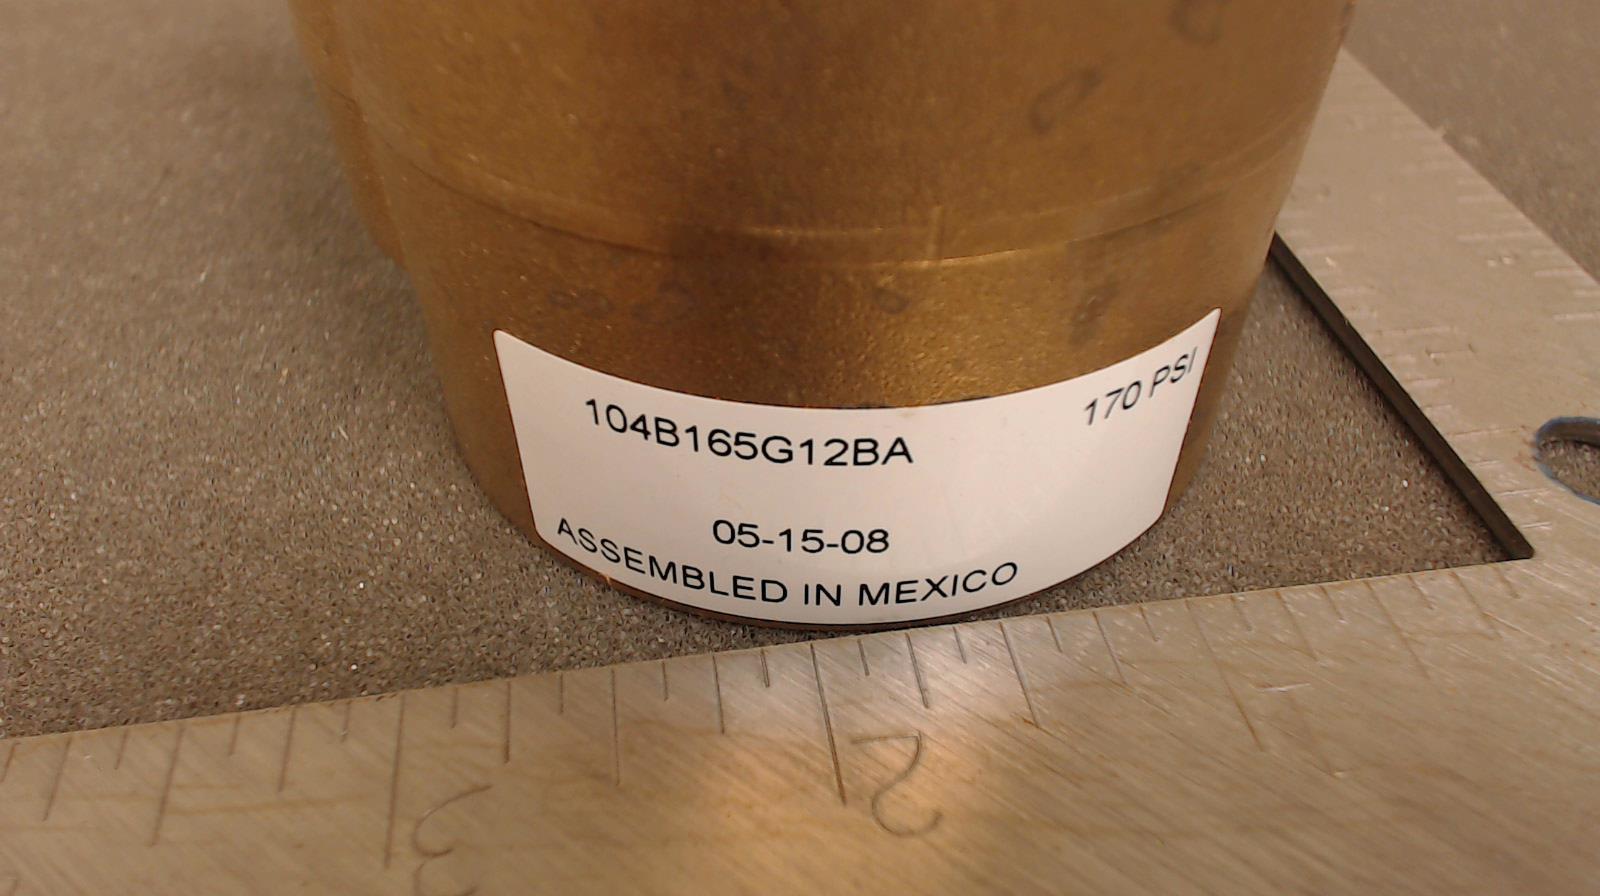 104B165G12BA
170 PSI
05-15-08
ASSEMBLED IN MEXICO
2
3